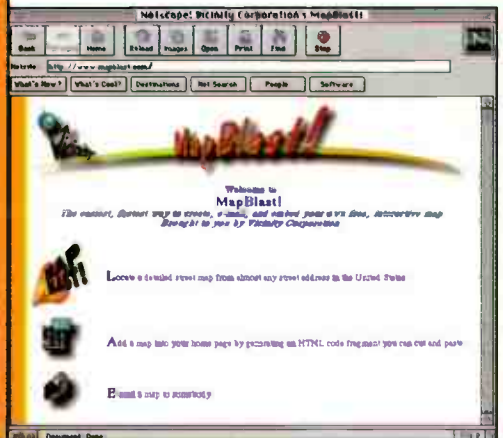 Netscape: Vicinity Corporation's MapBlast!
Back Home Reload Images Open Print Find Stop
Netsite: http://www.mapblast.com/
What's New? What's Cool? Destinations Net Search People Software
Vicinity
MapBlast!
Welcome to
MapBlast!
The easiest, fastest way to create, e-mail, and embed your own free, interactive map
Brought to you by Vicinity Corporation
Locate a detailed street map from almost any street address in the United States
Add a map into your home page by generating an HTML code fragment you can cut and paste
E-mail a map to somebody
Document: Done.